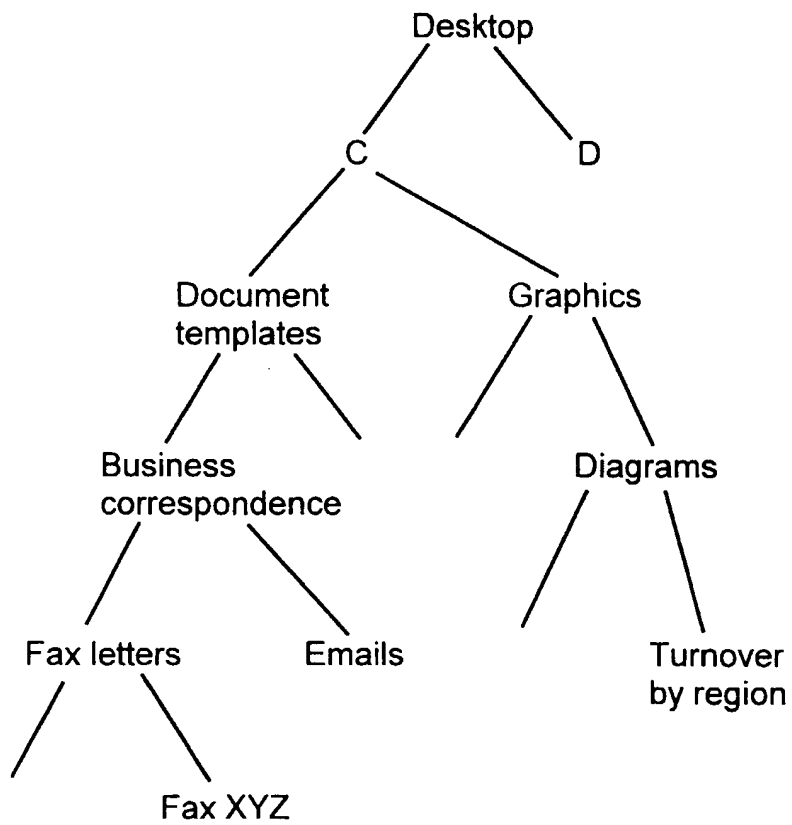 Desktop
C
D
Document
templates
Graphics
Business
correspondence
Diagrams
Fax letters
Emails
Turnover
by region
Fax XYZ